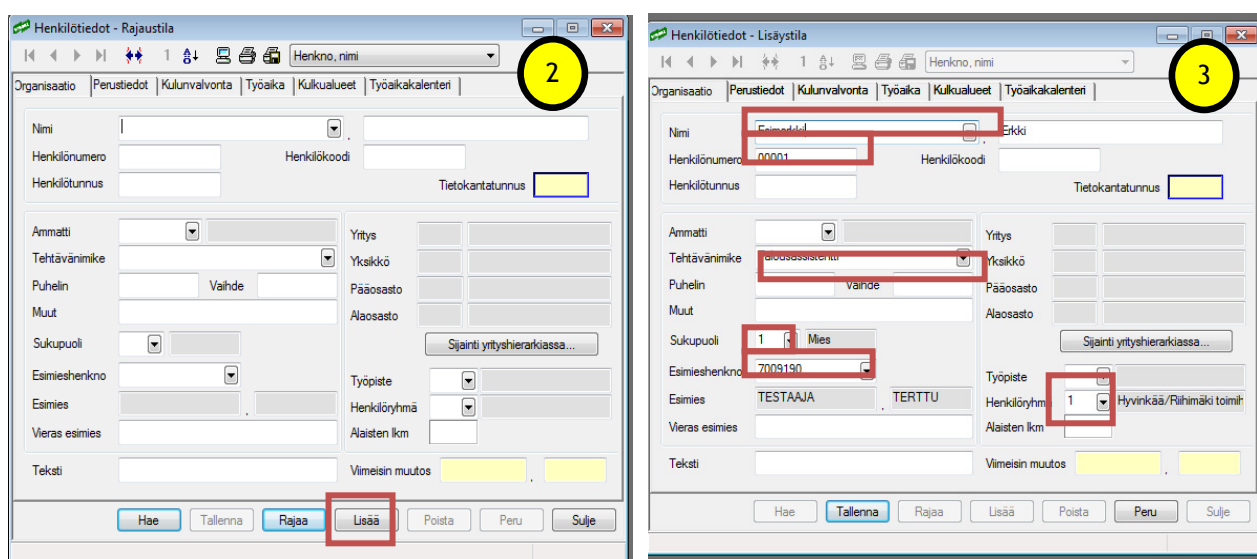 Henkilötiedot - Rajaustila
1
Henkno, nimi
2
Organisaatio Perustiedot Kulunvalvonta Työaika Kulkualueet Työaikakalenteri
Nimi ,
Henkilönumero Henkilökoodi
Henkilötunnus Tietokantatunnus
Ammatti Yritys
Tehtävänimike Yksikkö
Puhelin Vaihde Pääosasto
Muut Alaosasto
Sukupuoli Sijainti yrityshierarkiassa...
Esimieshenkno Työpiste
Esimies , Henkilöryhmä
Vieras esimies Alaisten lkm
Teksti Viimeisin muutos ,
Hae Tallenna Rajaa Lisää Poista Peru Sulje
Henkilötiedot - Lisäystila
1
Henkno, nimi
3
Organisaatio Perustiedot Kulunvalvonta Työaika Kulkualueet Työaikakalenteri
Nimi Esimerkki , Erkki
Henkilönumero 00001 Henkilökoodi
Henkilötunnus Tietokantatunnus
Ammatti Yritys
Tehtävänimike Talousassistentti Yksikkö
Puhelin Vaihde Pääosasto
Muut Alaosasto
Sukupuoli 1 Mies Sijainti yrityshierarkiassa...
Esimieshenkno 7009190 Työpiste
Esimies TESTAAJA , TERTTU Henkilöryhmä 1 Hyvinkää/Riihimäki toimih
Vieras esimies Alaisten lkm
Teksti Viimeisin muutos ,
Hae Tallenna Rajaa Lisää Poista Peru Sulje